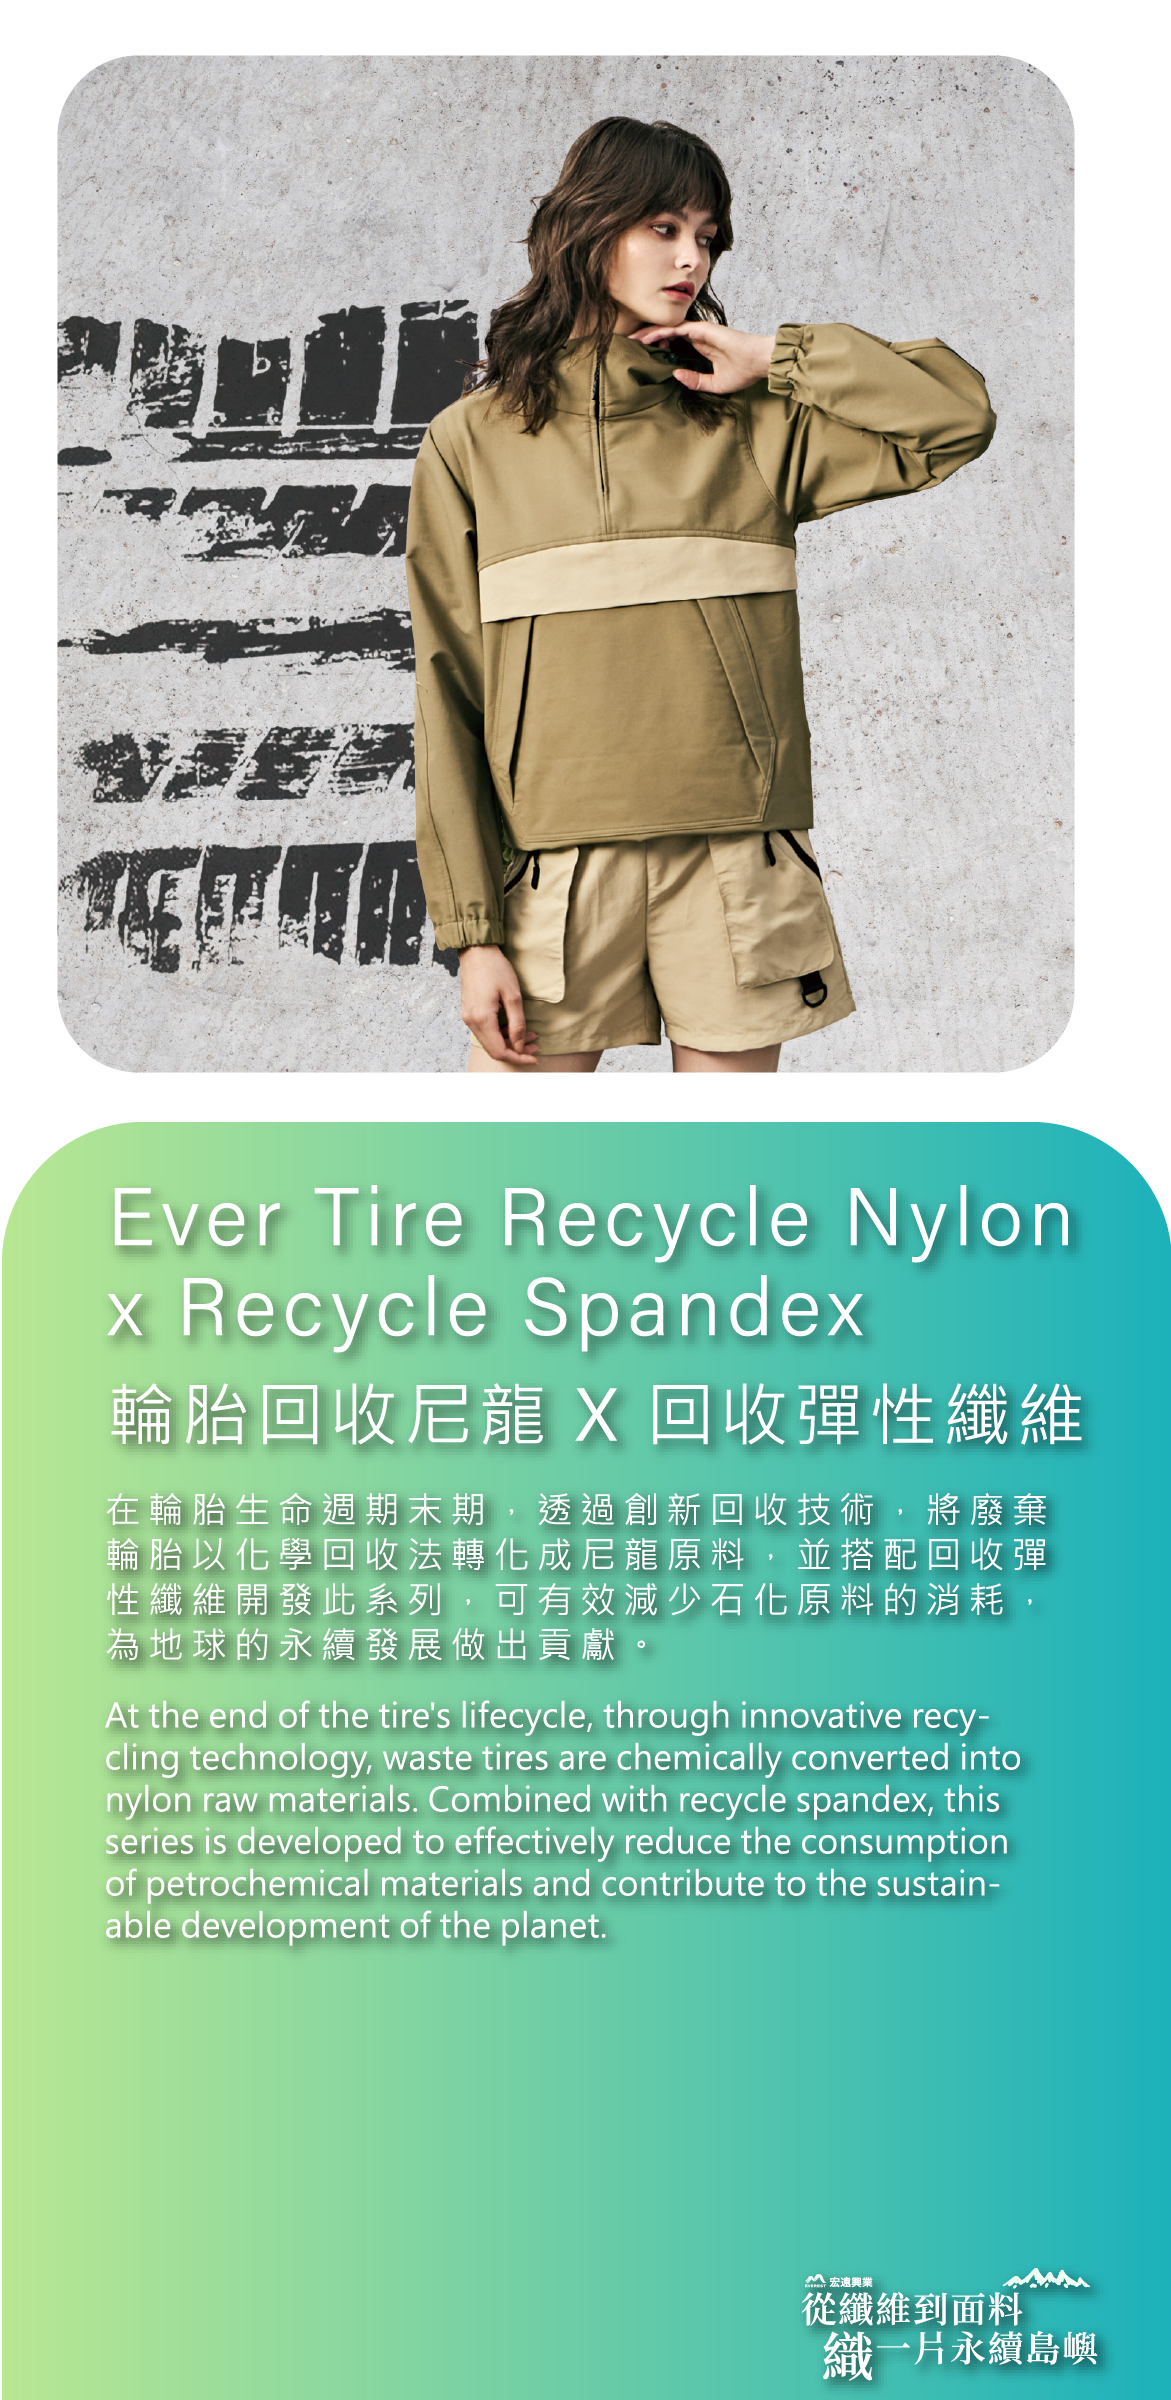 Ever Tire Recycle Nylon
x Recycle Spandex
輪胎回收尼龍 X 回收彈性纖維
在輪胎生命週期末期，透過創新回收技術，將廢棄
輪胎以化學回收法轉化成尼龍原料，並搭配回收彈
性纖維開發此系列，可有效減少石化原料的消耗，
為地球的永續發展做出貢獻。
At the end of the tire's lifecycle, through innovative recy-
cling technology, waste tires are chemically converted into
nylon raw materials. Combined with recycle spandex, this
series is developed to effectively reduce the consumption
of petrochemical materials and contribute to the sustain-
able development of the planet.
EVEREST 宏遠興業
從纖維到面料
織一片永續島嶼